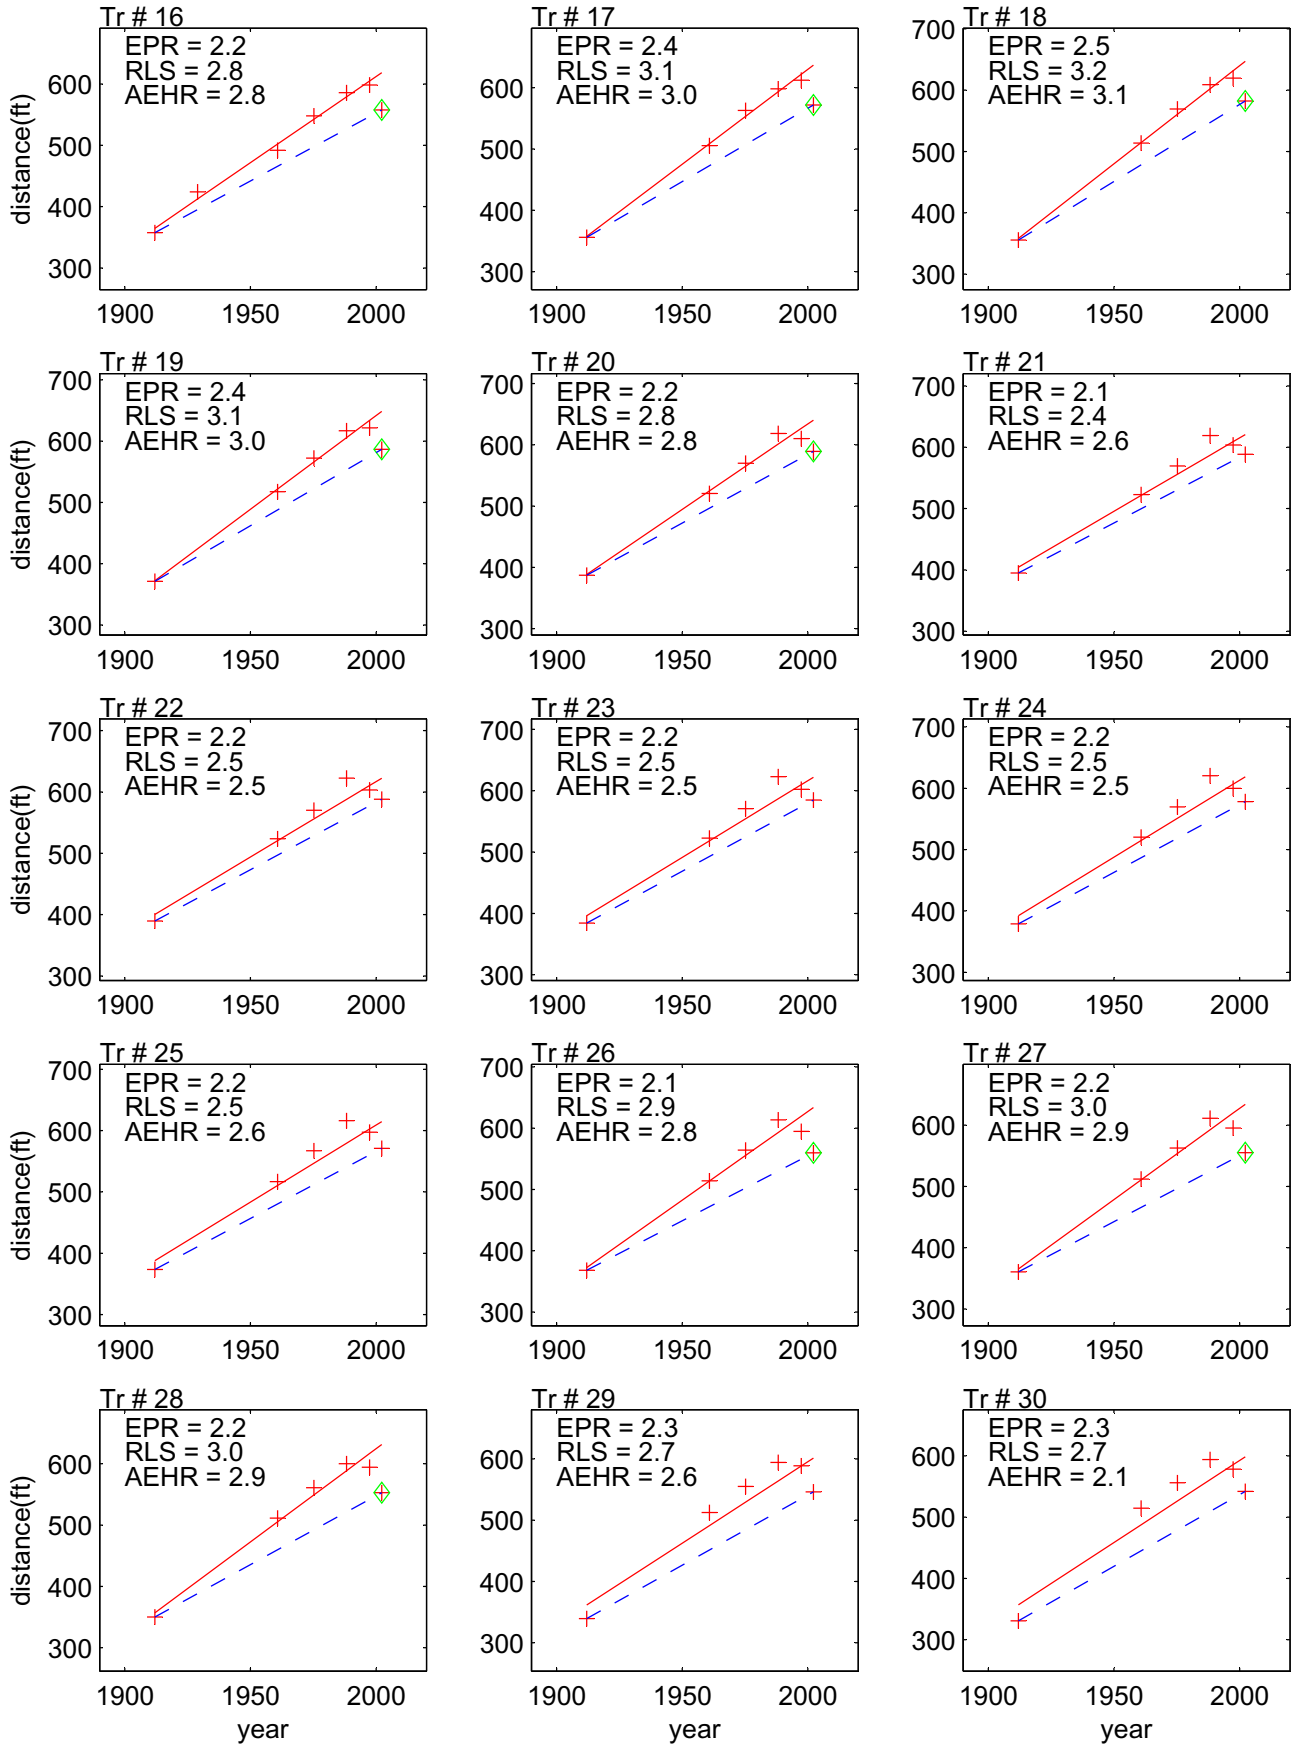 Tr # 16
EPR = 2.2
RLS = 2.8
AEHR = 2.8
600
500
400
300
distance(ft)
1900
1950
2000
Tr # 17
EPR = 2.4
RLS = 3.1
AEHR = 3.0
600
500
400
300
1900
1950
2000
Tr # 18
EPR = 2.5
RLS = 3.2
AEHR = 3.1
700
600
500
400
300
1900
1950
2000
Tr # 19
EPR = 2.4
RLS = 3.1
AEHR = 3.0
700
600
500
400
300
distance(ft)
1900
1950
2000
Tr # 20
EPR = 2.2
RLS = 2.8
AEHR = 2.8
700
600
500
400
300
1900
1950
2000
Tr # 21
EPR = 2.1
RLS = 2.4
AEHR = 2.6
700
600
500
400
300
1900
1950
2000
Tr # 22
EPR = 2.2
RLS = 2.5
AEHR = 2.5
700
600
500
400
300
distance(ft)
1900
1950
2000
Tr # 23
EPR = 2.2
RLS = 2.5
AEHR = 2.5
700
600
500
400
300
1900
1950
2000
Tr # 24
EPR = 2.2
RLS = 2.5
AEHR = 2.5
700
600
500
400
300
1900
1950
2000
Tr # 25
EPR = 2.2
RLS = 2.5
AEHR = 2.6
700
600
500
400
300
distance(ft)
1900
1950
2000
Tr # 26
EPR = 2.1
RLS = 2.9
AEHR = 2.8
700
600
500
400
300
1900
1950
2000
Tr # 27
EPR = 2.2
RLS = 3.0
AEHR = 2.9
600
500
400
300
1900
1950
2000
Tr # 28
EPR = 2.2
RLS = 3.0
AEHR = 2.9
600
500
400
300
distance(ft)
1900
1950
2000
year
Tr # 29
EPR = 2.3
RLS = 2.7
AEHR = 2.6
600
500
400
300
1900
1950
2000
year
Tr # 30
EPR = 2.3
RLS = 2.7
AEHR = 2.1
600
500
400
300
1900
1950
2000
year